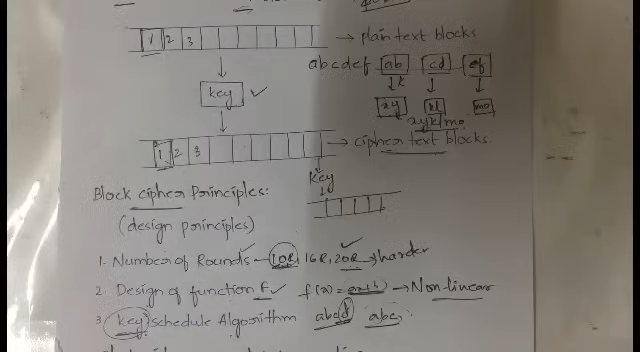 1 2 3 → plain text blocks
abcdef ab cd ef
key ✓ k
xy kl mo
xyklmo
1 2 3 → cipher text blocks
key
Block cipher Principles:
(design principles)
1. Number of Rounds - 10R, 16R, 20R → harder
2. Design of function F. f(x) = → Non-linear
3 key schedule Algorithm abcd abc